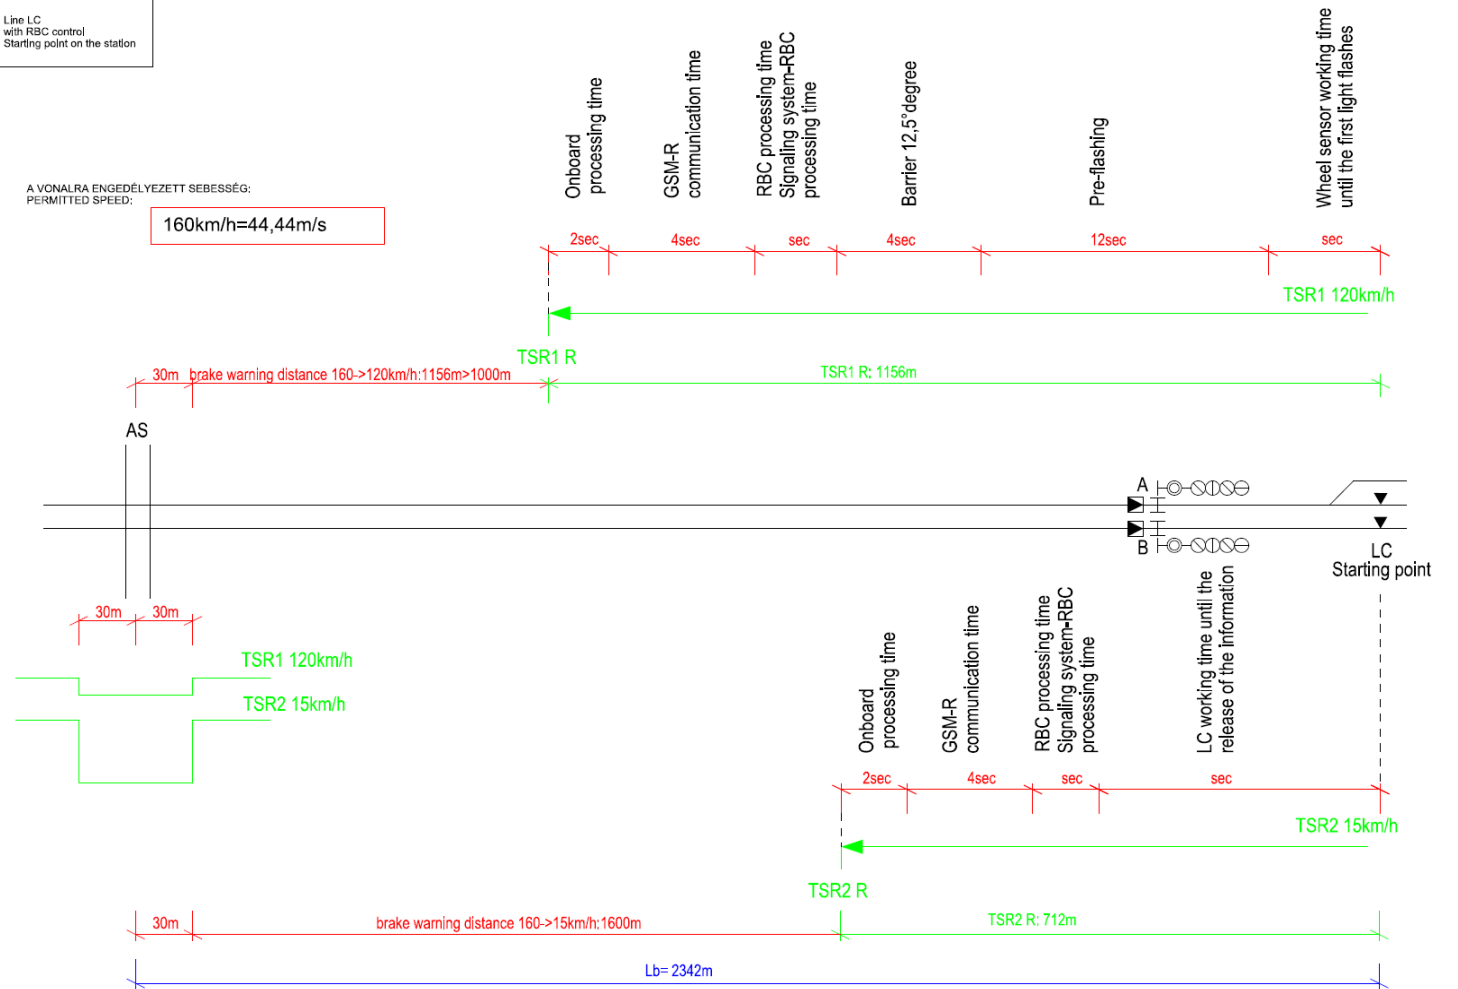 Line LC
with RBC control
Starting point on the station
A VONALRA ENGEDÉLYEZETT SEBESSÉG:
PERMITTED SPEED:
160km/h=44,44m/s
Onboard
processing time
GSM-R
communication time
RBC processing time
Signaling system-RBC
processing time
Barrier 12,5°degree
Pre-flashing
Wheel sensor working time
until the first light flashes
2sec
4sec
sec
4sec
12sec
sec
TSR1 120km/h
TSR1 R
30m
brake warning distance 160->120km/h:1156m>1000m
TSR1 R: 1156m
AS
A
B
LC
Starting point
30m
30m
TSR1 120km/h
TSR2 15km/h
Onboard
processing time
GSM-R
communication time
RBC processing time
Signaling system-RBC
processing time
LC working time until the
release of the information
2sec
4sec
sec
sec
TSR2 15km/h
TSR2 R
30m
brake warning distance 160->15km/h:1600m
TSR2 R: 712m
Lb= 2342m